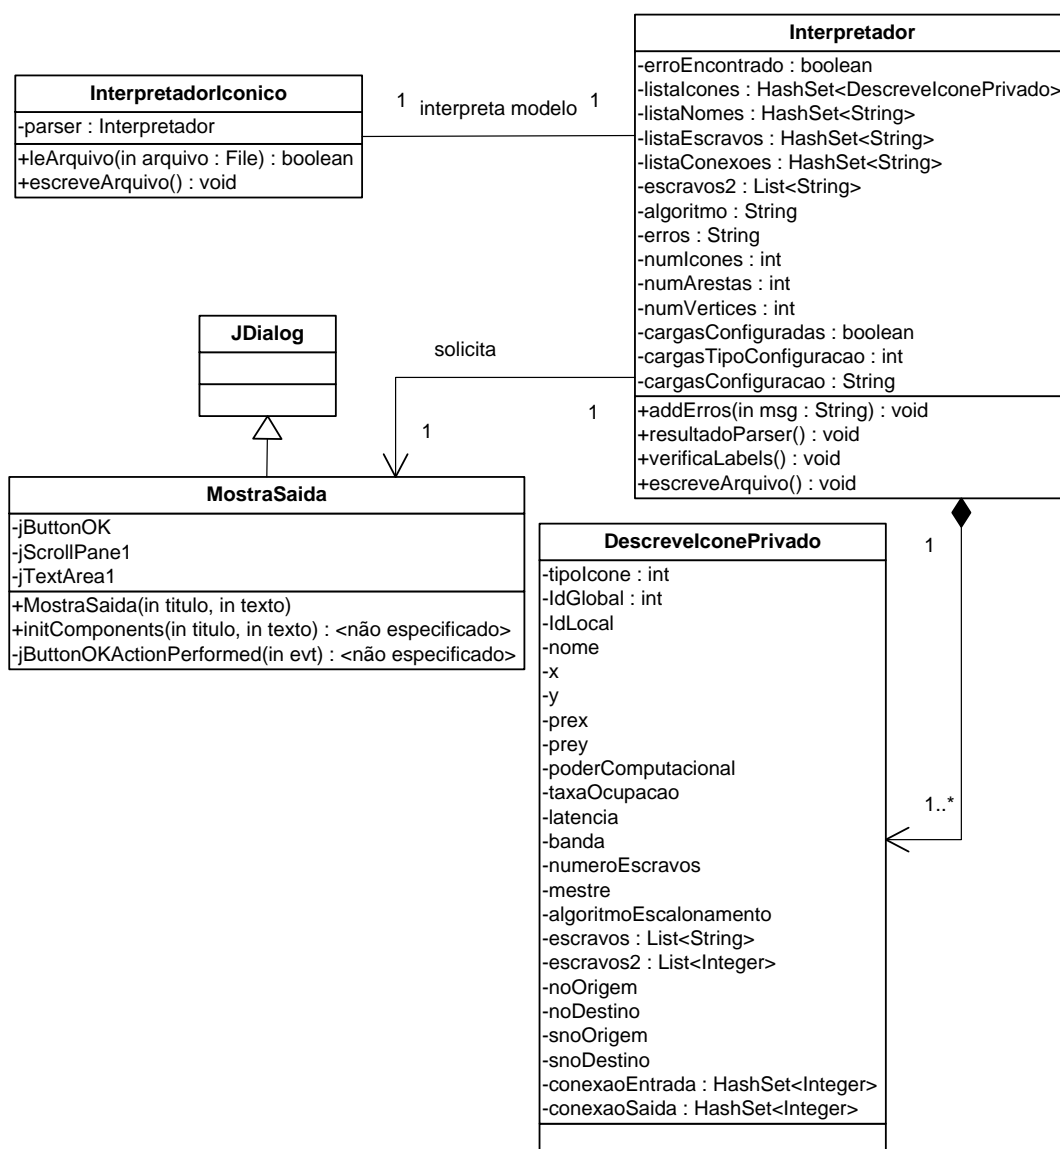 InterpretadorIconico
-parser : Interpretador
+leArquivo(in arquivo : File) : boolean
+escreveArquivo() : void
1
interpreta modelo
1
Interpretador
-erroEncontrado : boolean
-listaIcones : HashSet<DescreveIconePrivado>
-listaNomes : HashSet<String>
-listaEscravos : HashSet<String>
-listaConexoes : HashSet<String>
-escravos2 : List<String>
-algoritmo : String
-erros : String
-numIcones : int
-numArestas : int
-numVertices : int
-cargasConfiguradas : boolean
-cargasTipoConfiguracao : int
-cargasConfiguracao : String
+addErros(in msg : String) : void
+resultadoParser() : void
+verificaLabels() : void
+escreveArquivo() : void
JDialog
solicita
1
1
MostraSaida
-jButtonOK
-jScrollPane1
-jTextArea1
+MostraSaida(in titulo, in texto)
+initComponents(in titulo, in texto) : <não especificado>
-jButtonOKActionPerformed(in evt) : <não especificado>
DescreveIconePrivado
-tipoIcone : int
-IdGlobal : int
-IdLocal
-nome
-x
-y
-prex
-prey
-poderComputacional
-taxaOcupacao
-latencia
-banda
-numeroEscravos
-mestre
-algoritmoEscalonamento
-escravos : List<String>
-escravos2 : List<Integer>
-noOrigem
-noDestino
-snoOrigem
-snoDestino
-conexaoEntrada : HashSet<Integer>
-conexaoSaida : HashSet<Integer>
1
1..*